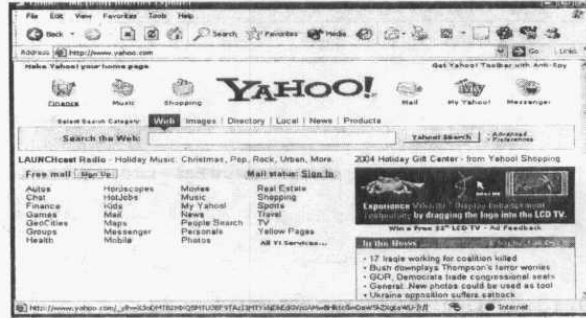 File Edit View Favorites Tools Help
Back Search Favorites Media
Address http://www.yahoo.com Go Links
Make Yahoo! your home page
Get Yahoo! Toolbar with Anti-Spy
YAHOO!
Finance Music Shopping Mail My Yahoo! Messenger
Select Search Category: Web Images Directory Local News Products
Search the Web: Yahoo! Search Advanced
Preferences
LAUNCHcast Radio - Holiday Music: Christmas, Pop, Rock, Urban, More
2004 Holiday Gift Center - from Yahoo! Shopping
Free mail Sign Up Mail status: Sign In
Autos Horoscopes Movies Real Estate
Chat HotJobs Music Shopping
Finance Kids My Yahoo! Sports
Games Mail News Travel
GeoCities Maps People Search TV
Groups Messenger Personals Yellow Pages
Health Mobile Photos All Y! Services...
Experience Display Enhancement
Technology by dragging the logo into the LCD TV.
Win a Free 32" LCD TV - Ad Feedback
In the News
17 Iraqis working for coalition killed
Bush downplays Thompson's terror worries
GOP, Democrats trade congressional seats
General: New photos could be used as tool
Ukraine opposition suffers setback
Internet